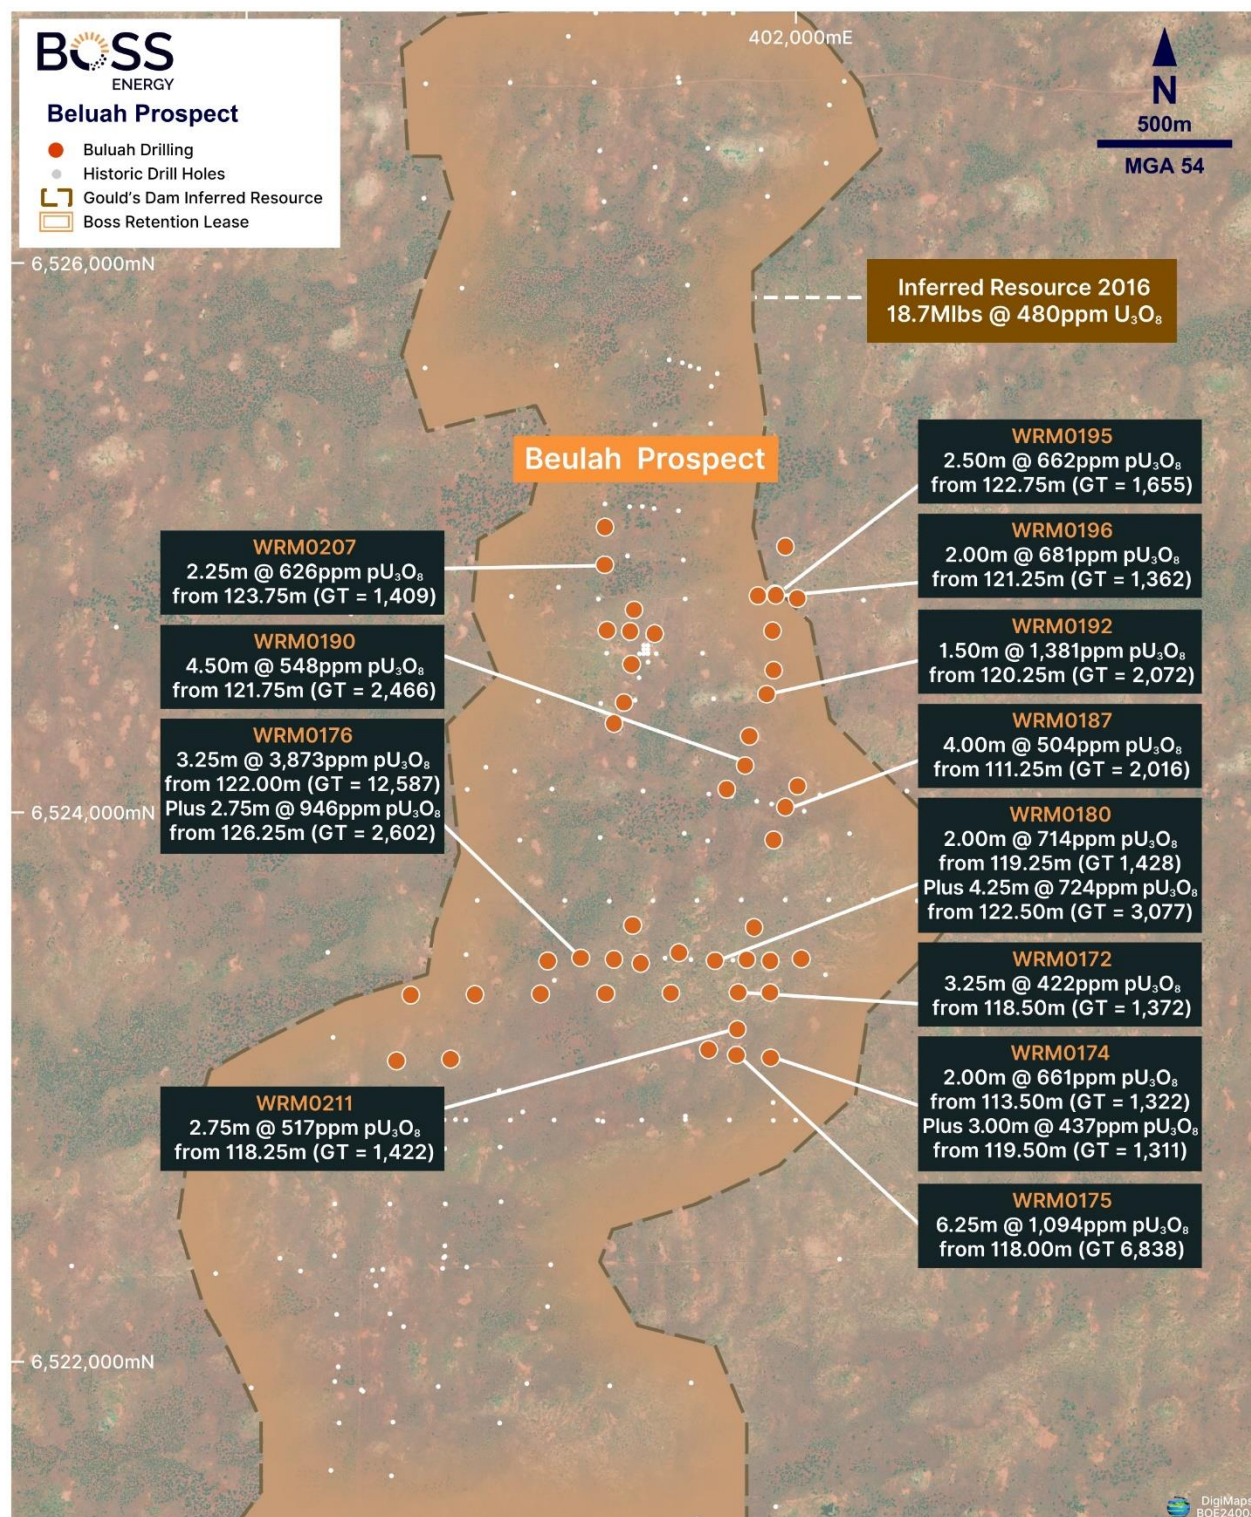 BOSS
ENERGY
Beluah Prospect
Buluah Drilling
Historic Drill Holes
Gould's Dam Inferred Resource
Boss Retention Lease
402,000mE
N
500m
MGA 54
6,526,000mN
Inferred Resource 2016
18.7Mlbs @ 480ppm U₃O₈
Beulah Prospect
WRM0195
2.50m @ 662ppm pU₃O₈
from 122.75m (GT = 1,655)
WRM0196
2.00m @ 681ppm pU₃O₈
from 121.25m (GT = 1,362)
WRM0207
2.25m @ 626ppm pU₃O₈
from 123.75m (GT = 1,409)
WRM0192
1.50m @ 1,381ppm pU₃O₈
from 120.25m (GT = 2,072)
WRM0190
4.50m @ 548ppm pU₃O₈
from 121.75m (GT = 2,466)
WRM0187
4.00m @ 504ppm pU₃O₈
from 111.25m (GT = 2,016)
WRM0176
3.25m @ 3,873ppm pU₃O₈
from 122.00m (GT = 12,587)
Plus 2.75m @ 946ppm pU₃O₈
from 126.25m (GT = 2,602)
6,524,000mN
WRM0180
2.00m @ 714ppm pU₃O₈
from 119.25m (GT 1,428)
Plus 4.25m @ 724ppm pU₃O₈
from 122.50m (GT = 3,077)
WRM0172
3.25m @ 422ppm pU₃O₈
from 118.50m (GT = 1,372)
WRM0174
2.00m @ 661ppm pU₃O₈
from 113.50m (GT = 1,322)
Plus 3.00m @ 437ppm pU₃O₈
from 119.50m (GT = 1,311)
WRM0211
2.75m @ 517ppm pU₃O₈
from 118.25m (GT = 1,422)
WRM0175
6.25m @ 1,094ppm pU₃O₈
from 118.00m (GT 6,838)
6,522,000mN
DigiMaps